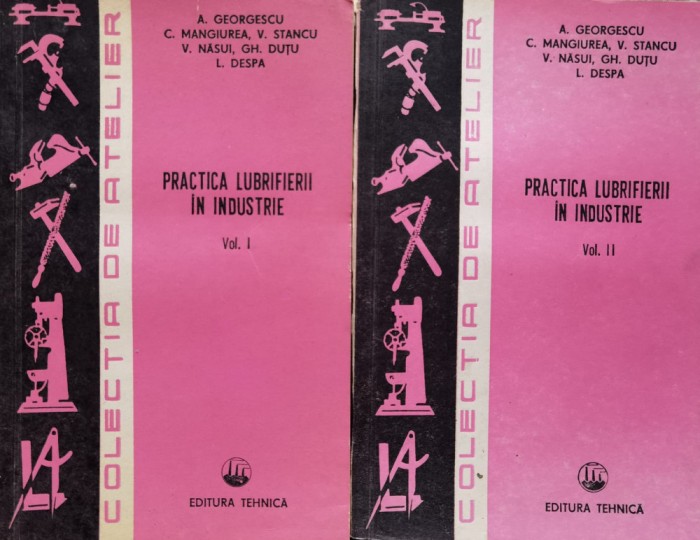 COLECTIA DE ATELIER
A. GEORGESCU
C. MANGIUREA, V. STANCU
V. NĂSUI, GH. DUȚU
L. DESPA
PRACTICA LUBRIFIERII
ÎN INDUSTRIE
Vol. I
EDITURA TEHNICĂ
COLECTIA DE ATELIER
A. GEORGESCU
C. MANGIUREA, V. STANCU
V. NĂSUI, GH. DUȚU
L. DESPA
PRACTICA LUBRIFIERII
ÎN INDUSTRIE
Vol. II
EDITURA TEHNICĂ